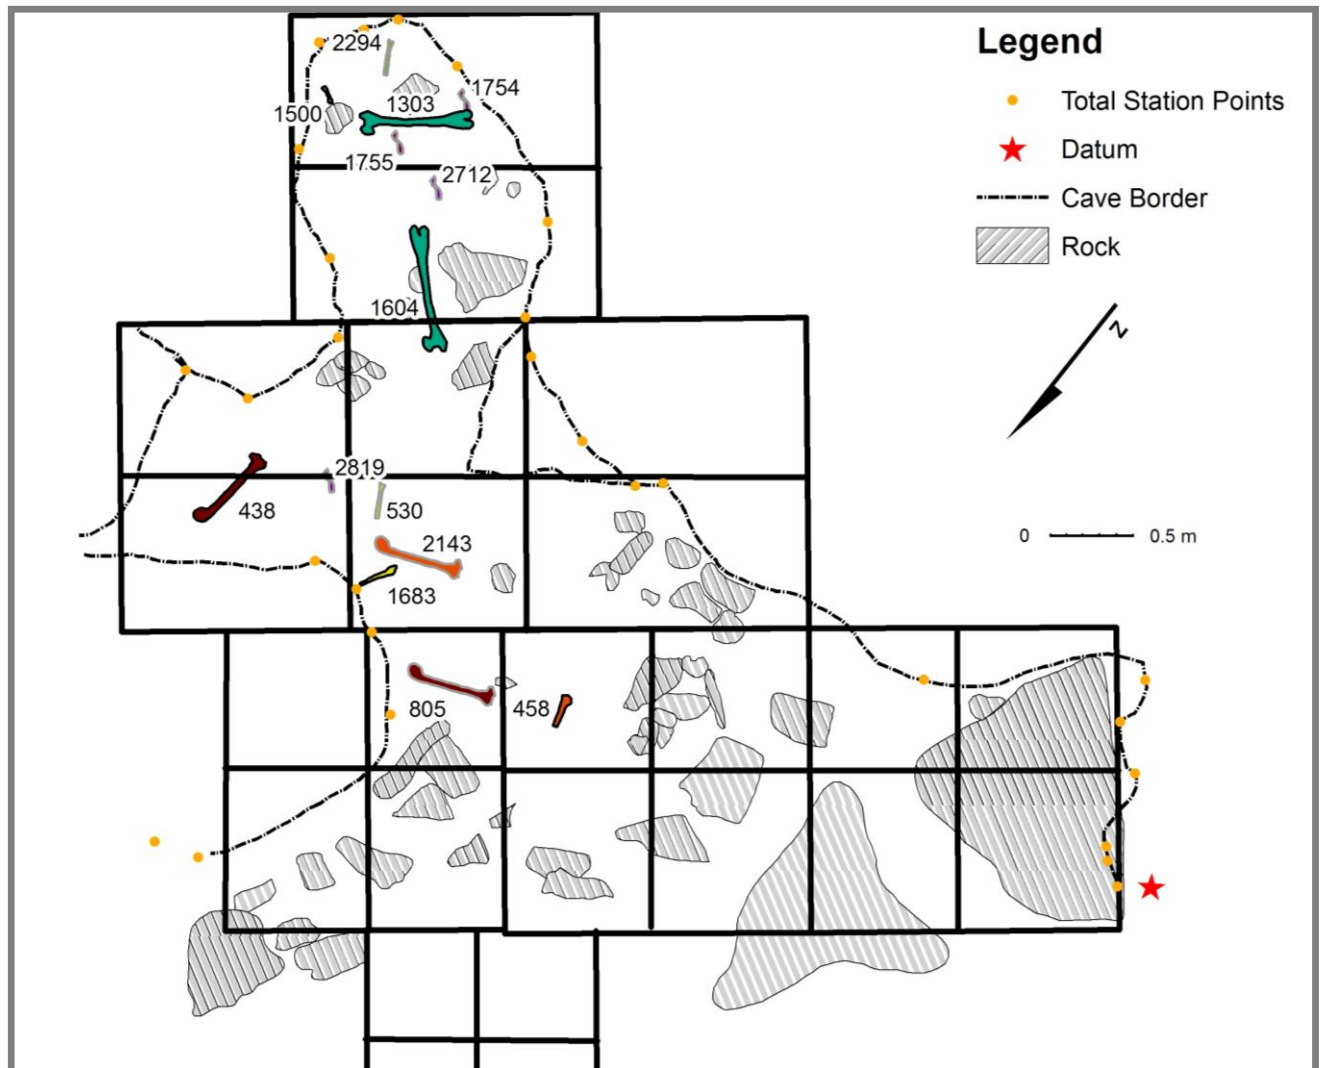 2294
1754
1303
1500
1755
2712
1604
2819
438
530
2143
1683
805
458
Legend
Total Station Points
Datum
Cave Border
Rock
N
0 0.5 m